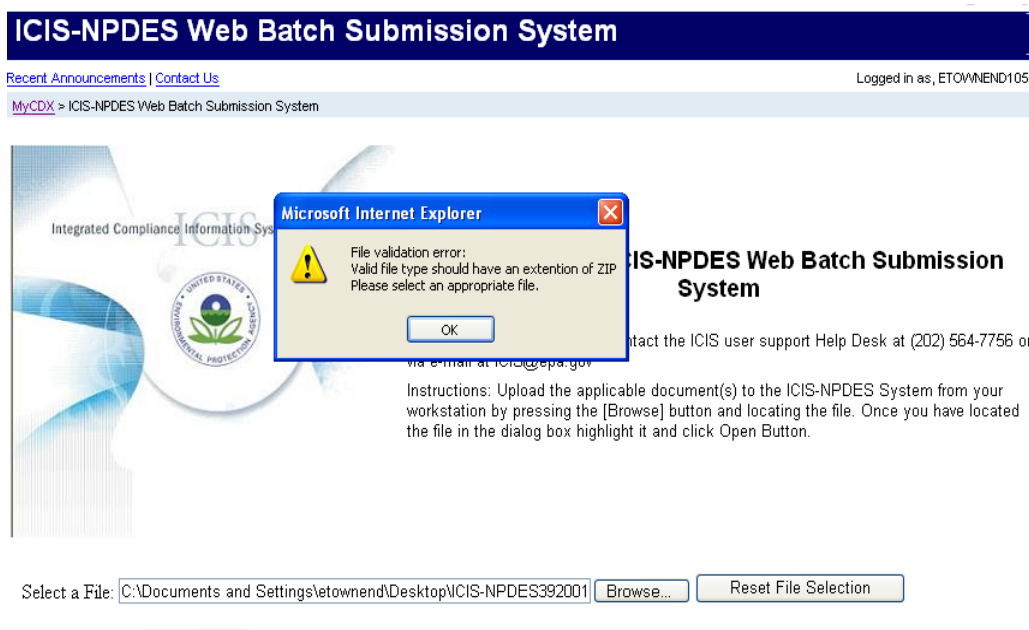 ICIS-NPDES Web Batch Submission System
Recent Announcements | Contact Us
Logged in as, ETOWNEND105
MyCDX > ICIS-NPDES Web Batch Submission System
Integrated Compliance Information Sys
ICIS
UNITED STATES
ENVIRONMENTAL PROTECTION AGENCY
Microsoft Internet Explorer
File validation error:
Valid file type should have an extention of ZIP
Please select an appropriate file.
OK
IS-NPDES Web Batch Submission
System
ntact the ICIS user support Help Desk at (202) 564-7756 or
via e-mail at ICIS@epa.gov
Instructions: Upload the applicable document(s) to the ICIS-NPDES System from your
workstation by pressing the [Browse] button and locating the file. Once you have located
the file in the dialog box highlight it and click Open Button.
Select a File: C:\Documents and Settings\etownend\Desktop\ICIS-NPDES392001 Browse... Reset File Selection